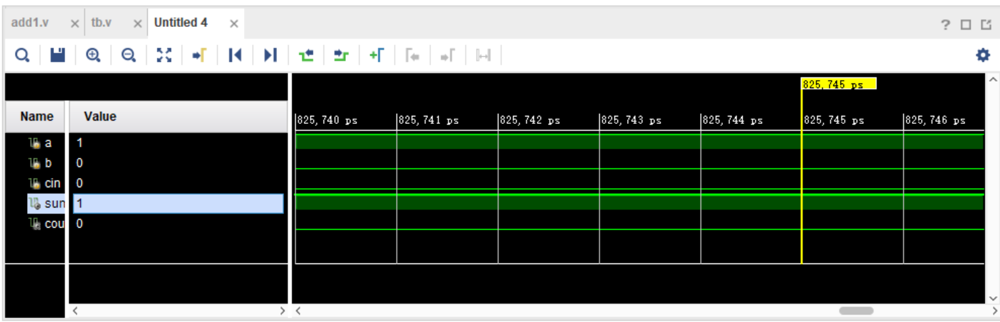 add1.v tb.v Untitled 4
825,745 ps
Name Value
825,740 ps 825,741 ps 825,742 ps 825,743 ps 825,744 ps 825,745 ps 825,746 ps
a 1
b 0
cin 0
sun 1
cou 0